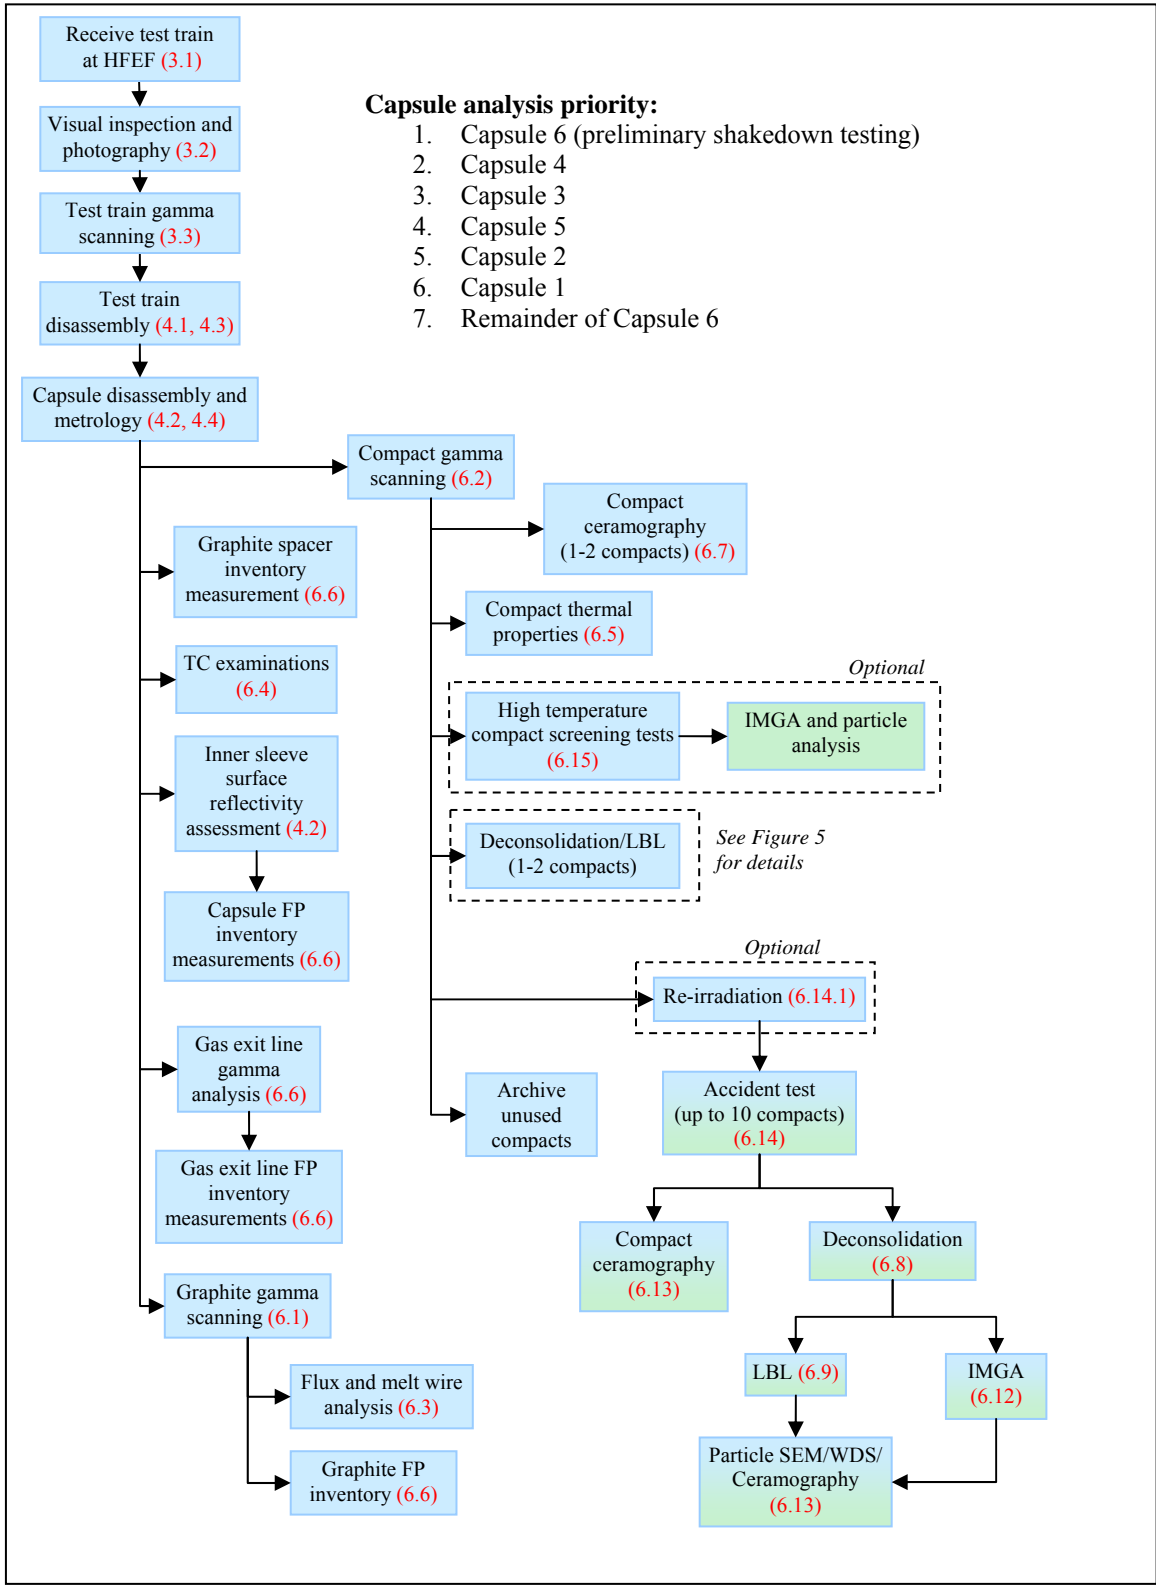 Receive test train
at HFEF (3.1)
Visual inspection and
photography (3.2)
Test train gamma
scanning (3.3)
Test train
disassembly (4.1, 4.3)
Capsule disassembly and
metrology (4.2, 4.4)
Capsule analysis priority:
1. Capsule 6 (preliminary shakedown testing)
2. Capsule 4
3. Capsule 3
4. Capsule 5
5. Capsule 2
6. Capsule 1
7. Remainder of Capsule 6
Graphite spacer
inventory
measurement (6.6)
TC examinations
(6.4)
Inner sleeve
surface
reflectivity
assessment (4.2)
Capsule FP
inventory
measurements (6.6)
Gas exit line
gamma
analysis (6.6)
Gas exit line FP
inventory
measurements (6.6)
Graphite gamma
scanning (6.1)
Flux and melt wire
analysis (6.3)
Graphite FP
inventory (6.6)
Compact gamma
scanning (6.2)
Compact
ceramography
(1-2 compacts) (6.7)
Compact thermal
properties (6.5)
Optional
High temperature
compact screening tests
(6.15)
IMGA and particle
analysis
Deconsolidation/LBL
(1-2 compacts)
See Figure 5
for details
Optional
Re-irradiation (6.14.1)
Archive
unused
compacts
Accident test
(up to 10 compacts)
(6.14)
Compact
ceramography
(6.13)
Deconsolidation
(6.8)
LBL (6.9)
IMGA
(6.12)
Particle SEM/WDS/
Ceramography
(6.13)